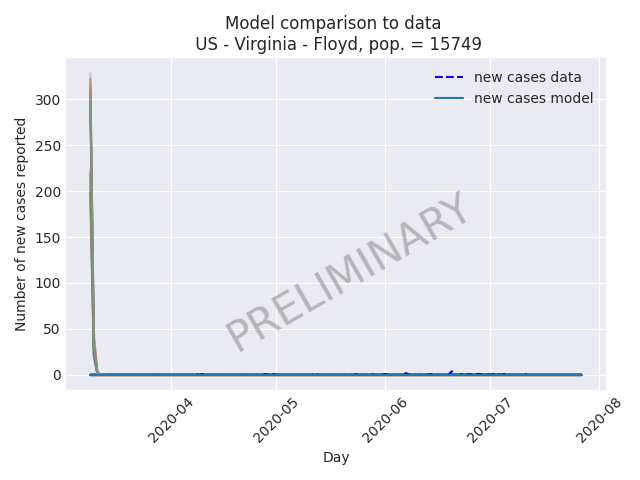 Model comparison to data
US - Virginia - Floyd, pop. = 15749
new cases data
new cases model
Number of new cases reported
300
250
200
150
100
50
0
PRELIMINARY
2020-04
2020-05
2020-06
2020-07
2020-08
Day